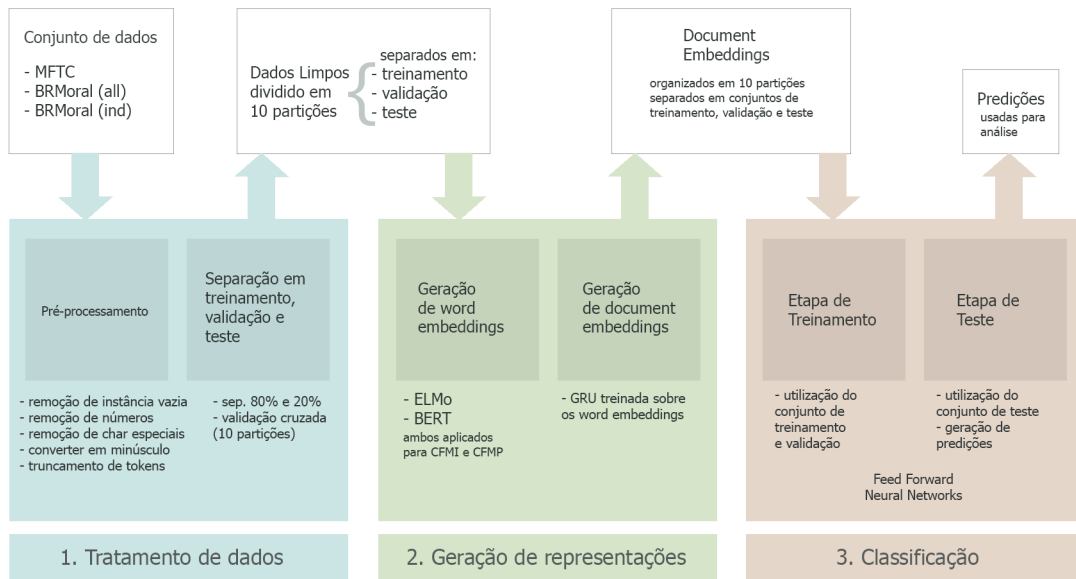 Conjunto de dados
- MFTC
- BRMoral (all)
- BRMoral (ind)
Dados Limpos
dividido em
10 partições
separados em:
- treinamento
- validação
- teste
Document
Embeddings
organizados em 10 partições
separados em conjuntos de
treinamento, validação e teste
Predições
usadas para
análise
Pré-processamento
- remoção de instância vazia
- remoção de números
- remoção de char especiais
- converter em minúsculo
- truncamento de tokens
Separação em
treinamento,
validação e
teste
- sep. 80% e 20%
- validação cruzada
(10 partições)
Geração
de word
embeddings
- ELMo
- BERT
ambos aplicados
para CFMI e CFMP
Geração
de document
embeddings
- GRU treinada sobre
os word embeddings
Etapa de
Treinamento
- utilização do
conjunto de
treinamento
e validação
Etapa de
Teste
- utilização do
conjunto de teste
- geração de
predições
Feed Forward
Neural Networks
1. Tratamento de dados
2. Geração de representações
3. Classificação